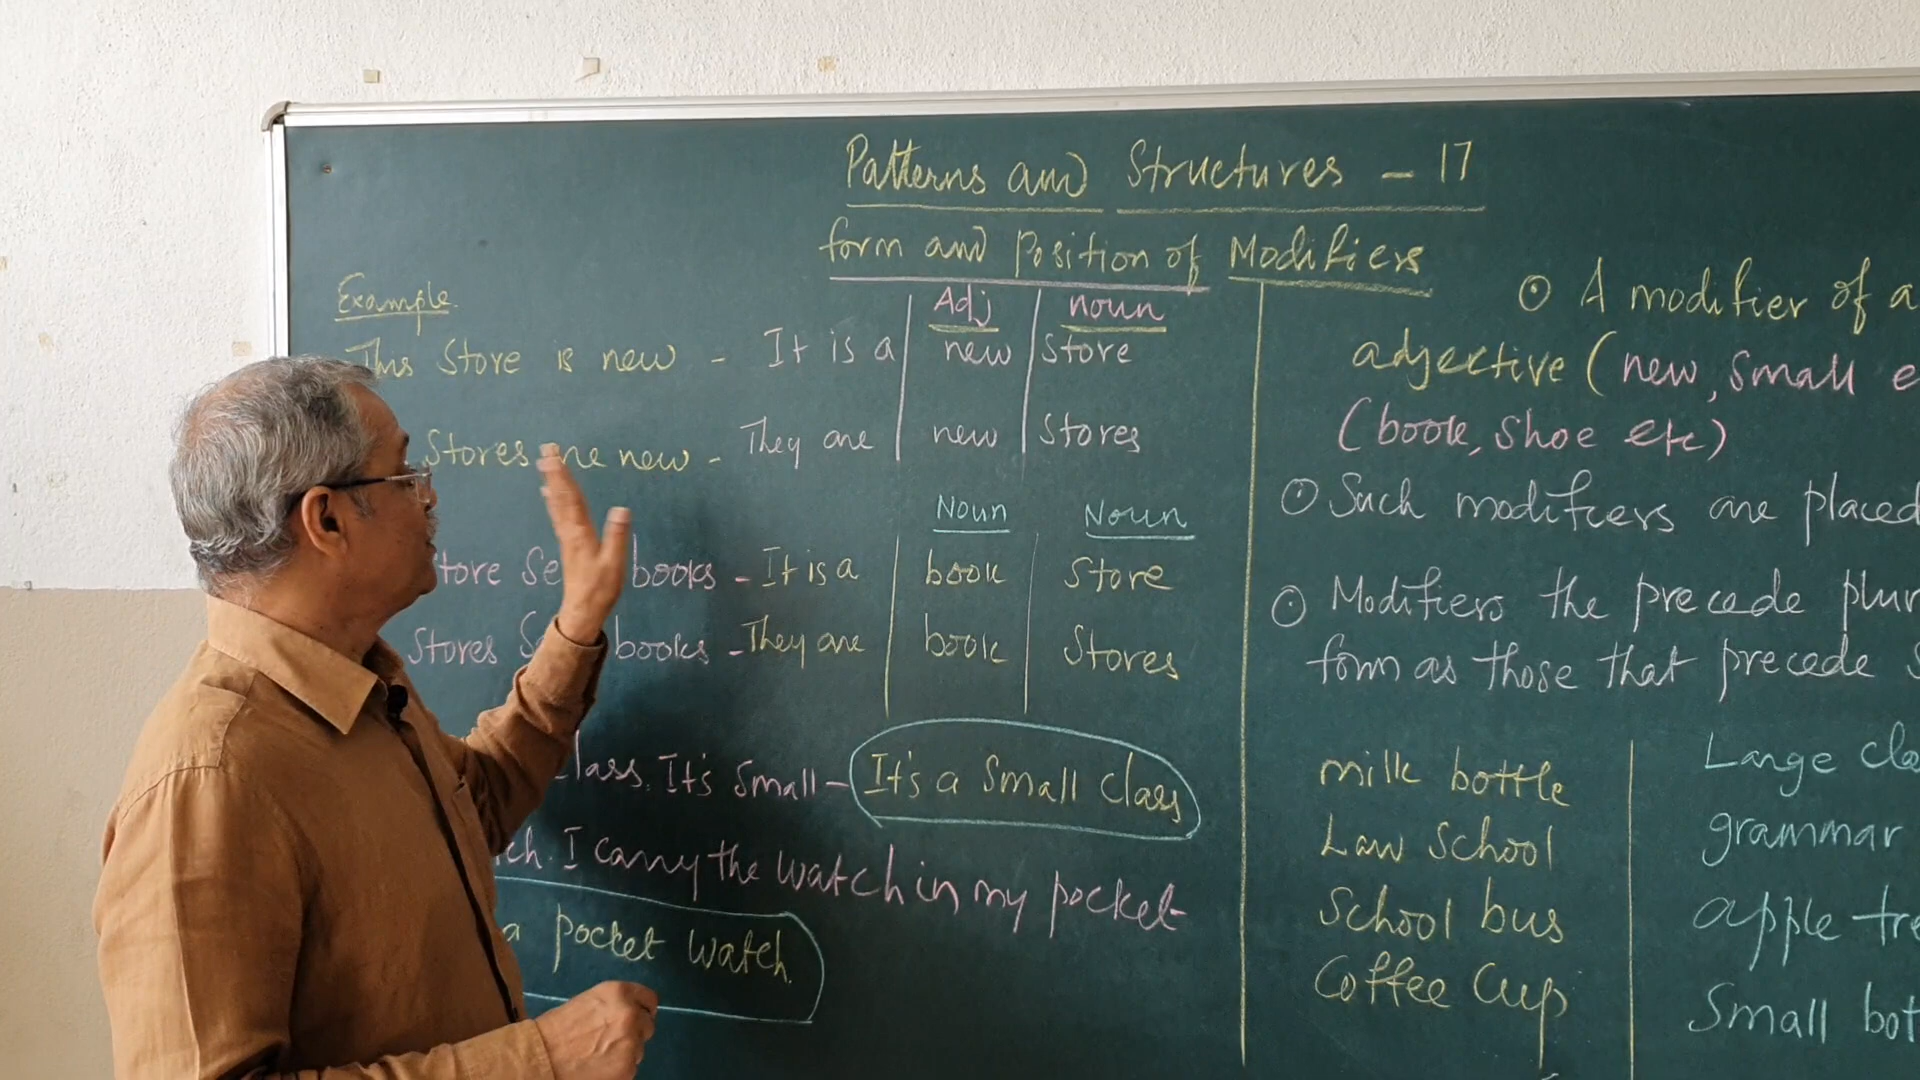 Patterns and Structures - 17
form and Position of Modifiers
Example.
This Store is new - It is a new Store
Adj noun
Stores are new - They are new Stores
Noun Noun
Store books - It is a book Store
Stores books - They are book Stores
Class. It's Small - It's a Small Class
I carry the watch in my pocket
a pocket watch.
⊙ A modifier of a
adjective (new, small
(book, Shoe etc)
⊙ Such modifiers are placed
⊙ Modifiers the precede
form as those that precede
milk bottle
Law School
School bus
Coffee Cup
Large
grammar
apple
Small